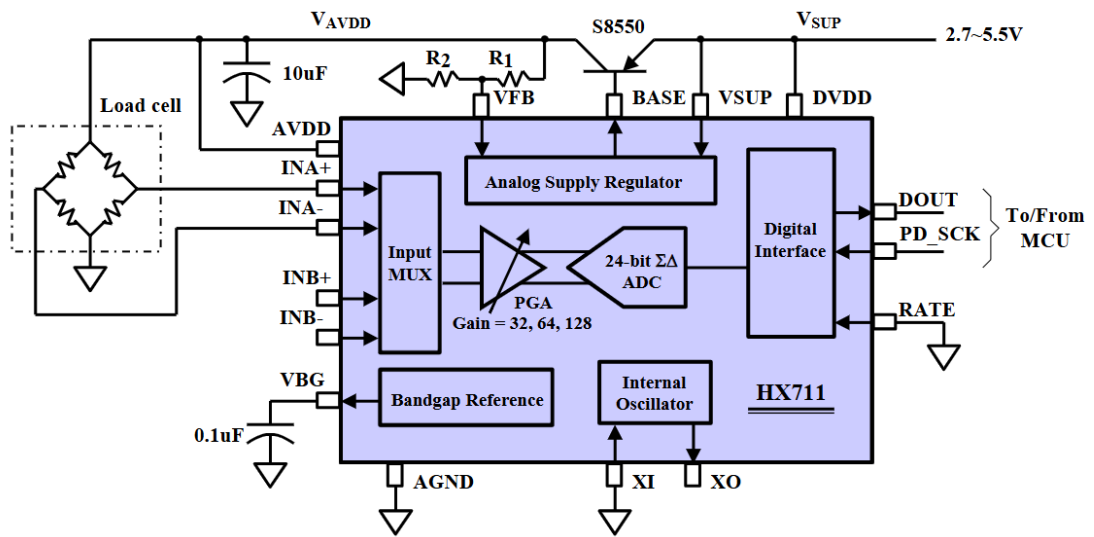 V_AVDD
S8550
V_SUP
2.7~5.5V
R2
R1
10uF
VFB
BASE
VSUP
DVDD
Load cell
AVDD
INA+
INA-
INB+
INB-
VBG
0.1uF
Analog Supply Regulator
Input
MUX
PGA
Gain = 32, 64, 128
24-bit ΣΔ
ADC
Digital
Interface
DOUT
PD_SCK
To/From
MCU
RATE
Bandgap Reference
Internal
Oscillator
HX711
AGND
XI
XO